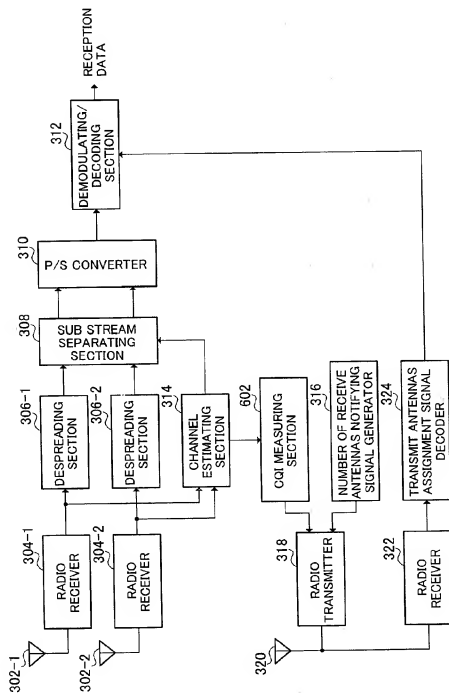 302-1
304-1
RADIO
RECEIVER
306-1
DESPREADING
SECTION
308
SUB STREAM
SEPARATING
SECTION
310
P/S CONVERTER
312
DEMODULATING/
DECODING
SECTION
RECEPTION
DATA
302-2
304-2
RADIO
RECEIVER
306-2
DESPREADING
SECTION
314
CHANNEL
ESTIMATING
SECTION
602
CQI MEASURING
SECTION
316
NUMBER OF RECEIVE
ANTENNAS NOTIFYING
SIGNAL GENERATOR
318
RADIO
TRANSMITTER
320
322
RADIO
RECEIVER
324
TRANSMIT ANTENNAS
ASSIGNMENT SIGNAL
DECODER